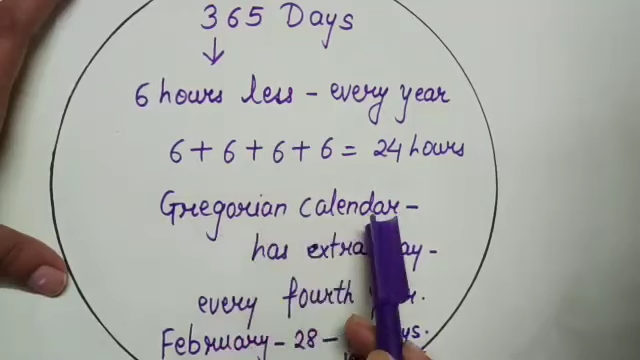 365 Days
↓
6 hours less - every year
6 + 6 + 6 + 6 = 24 hours
Gregorian calendar -
has extra -
every fourth
February - 28 -